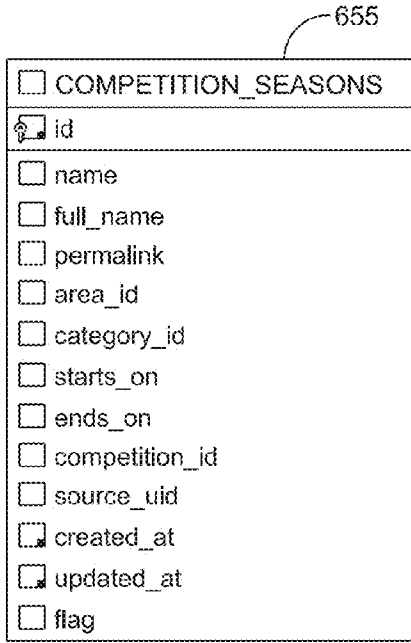 655
COMPETITION_SEASONS
id
name
full_name
permalink
area_id
category_id
starts_on
ends_on
competition_id
source_uid
created_at
updated_at
flag